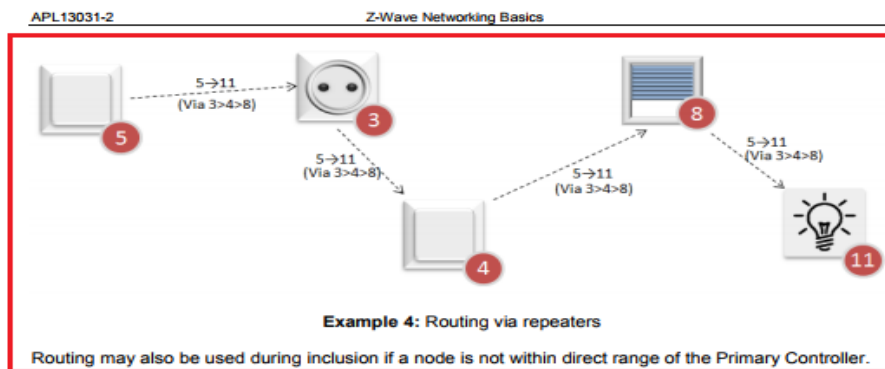 APL13031-2 Z-Wave Networking Basics
5→11
(Via 3>4>8)
5
3
8
5→11
(Via 3>4>8)
5→11
(Via 3>4>8)
5→11
(Via 3>4>8)
4
11
Example 4: Routing via repeaters
Routing may also be used during inclusion if a node is not within direct range of the Primary Controller.